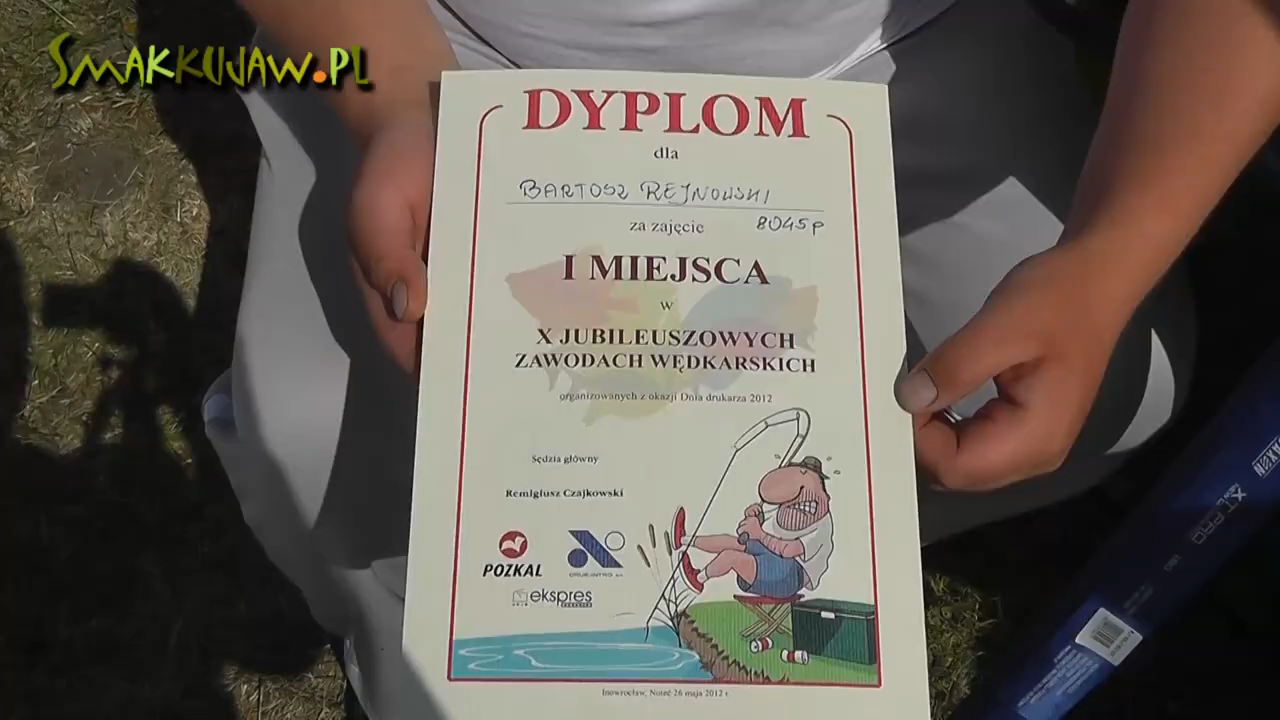 SMAKKUJAW.PL
DYPLOM
dla
BARTOSZ REJNOWSKI
za zajęcie 8045 P
I MIEJSCA
w
X JUBILEUSZOWYCH
ZAWODACH WĘDKARSKICH
organizowanych z okazji Dnia drukarza 2012
Sędzia główny
Remigiusz Czajkowski
POZKAL
ekspres
Inowrocław, Noteć 26 maja 2012 r.
XT PRO